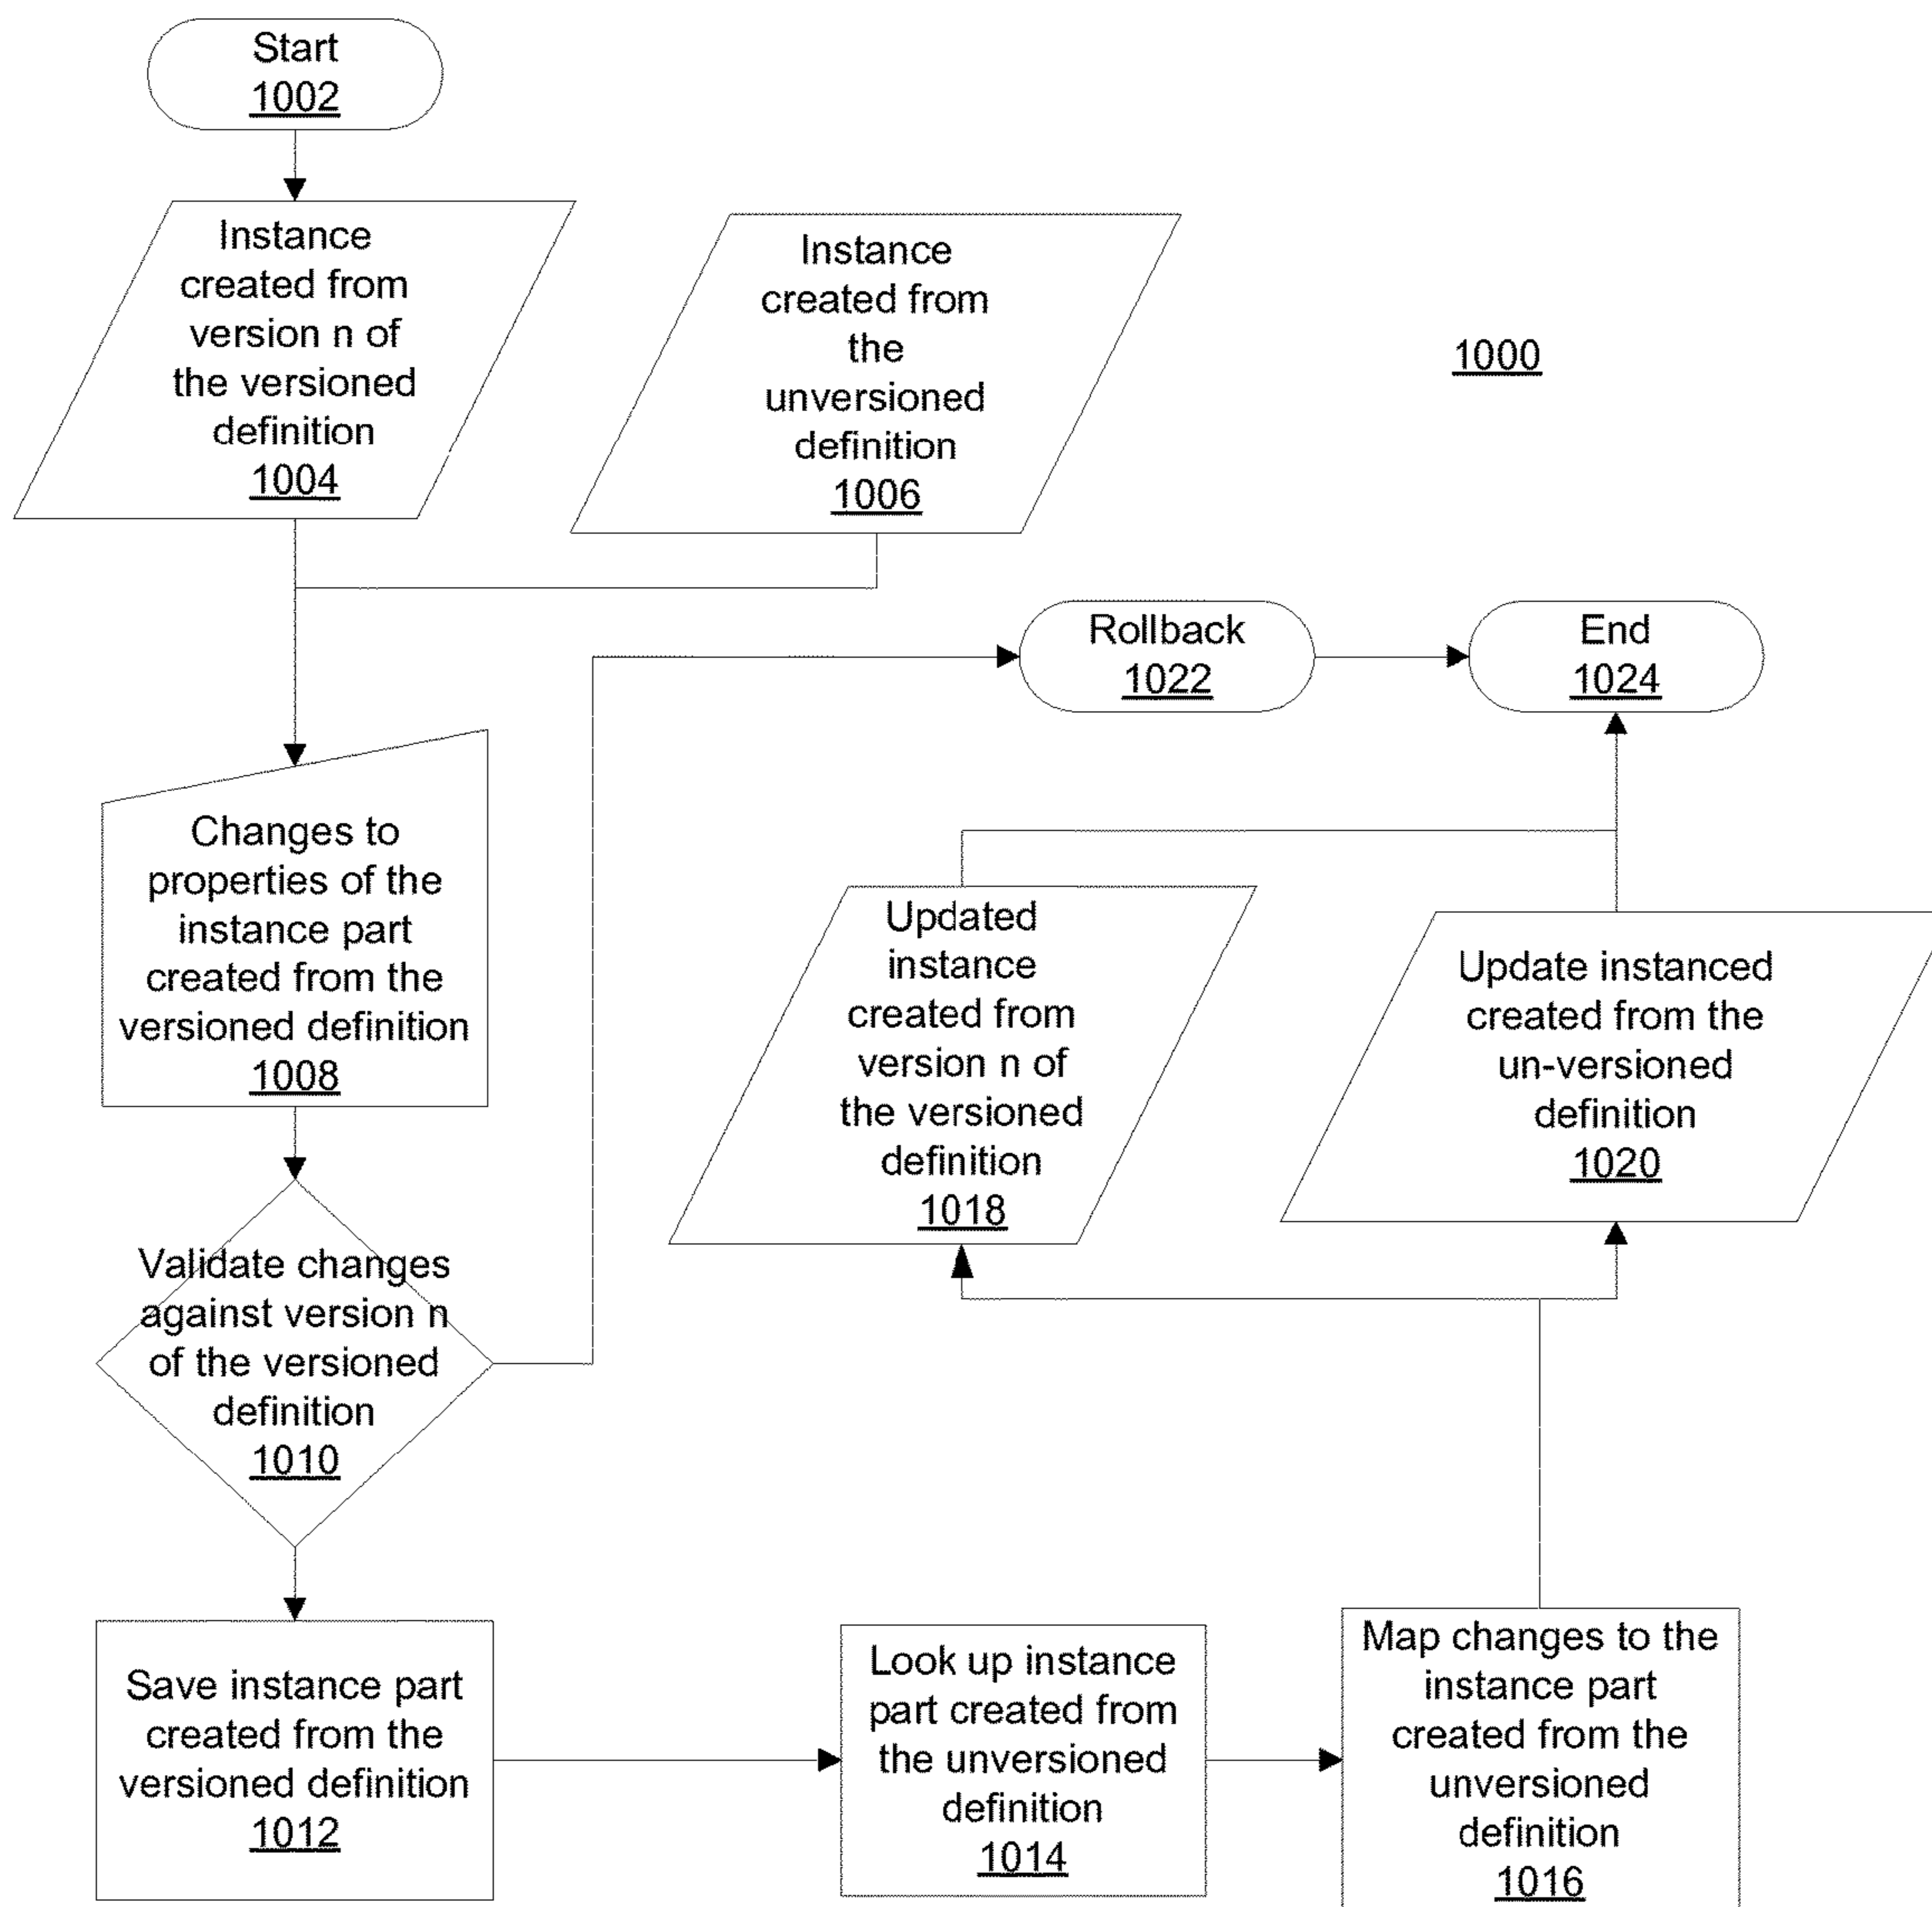 Start
1002
Instance
created from
version n of
the versioned
definition
1004
Instance
created from
the
unversioned
definition
1006
1000
Rollback
1022
End
1024
Changes to
properties of the
instance part
created from the
versioned definition
1008
Updated
instance
created from
version n of
the versioned
definition
1018
Update instanced
created from the
un-versioned
definition
1020
Validate changes
against version n
of the versioned
definition
1010
Save instance part
created from the
versioned definition
1012
Look up instance
part created from
the unversioned
definition
1014
Map changes to the
instance part
created from the
unversioned
definition
1016